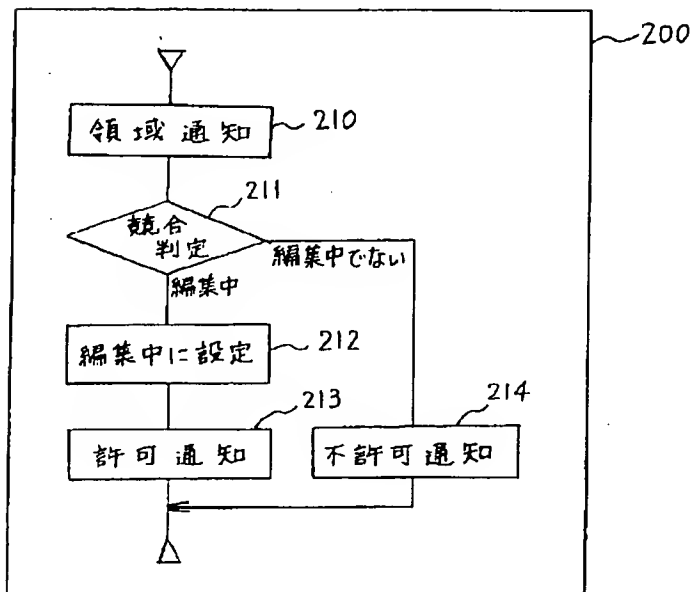 200
領域通知
210
211
競合
判定
編集中でない
編集中
編集中に設定
212
213
214
許可通知
不許可通知